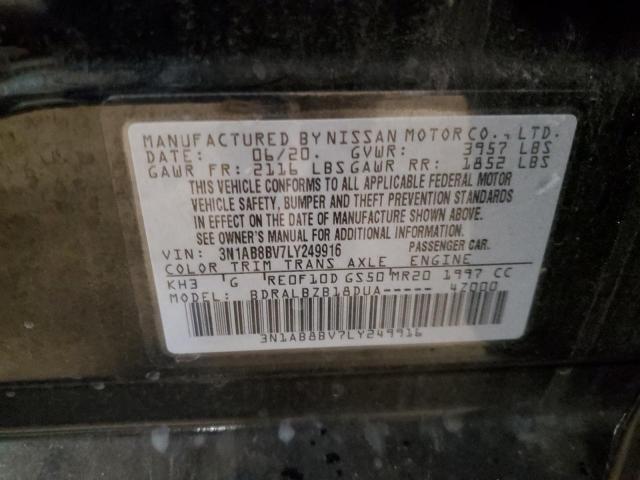 MANUFACTURED BY NISSAN MOTOR CO., LTD.
DATE: 06/20. GVWR: 3957 LBS
GAWR FR: 2116 LBS GAWR RR: 1852 LBS
THIS VEHICLE CONFORMS TO ALL APPLICABLE FEDERAL MOTOR
VEHICLE SAFETY, BUMPER AND THEFT PREVENTION STANDARDS
IN EFFECT ON THE DATE OF MANUFACTURE SHOWN ABOVE.
SEE OWNER'S MANUAL FOR ADDITIONAL INFORMATION
VIN: 3N1AB8BV7LY249916 PASSENGER CAR.
COLOR TRIM TRANS AXLE ENGINE
KH3 G RE0F10D GS50 MR20 1997 CC
MODEL: BDRALBZB18DUA----- 4Z000
3N1AB8BV7LY249916